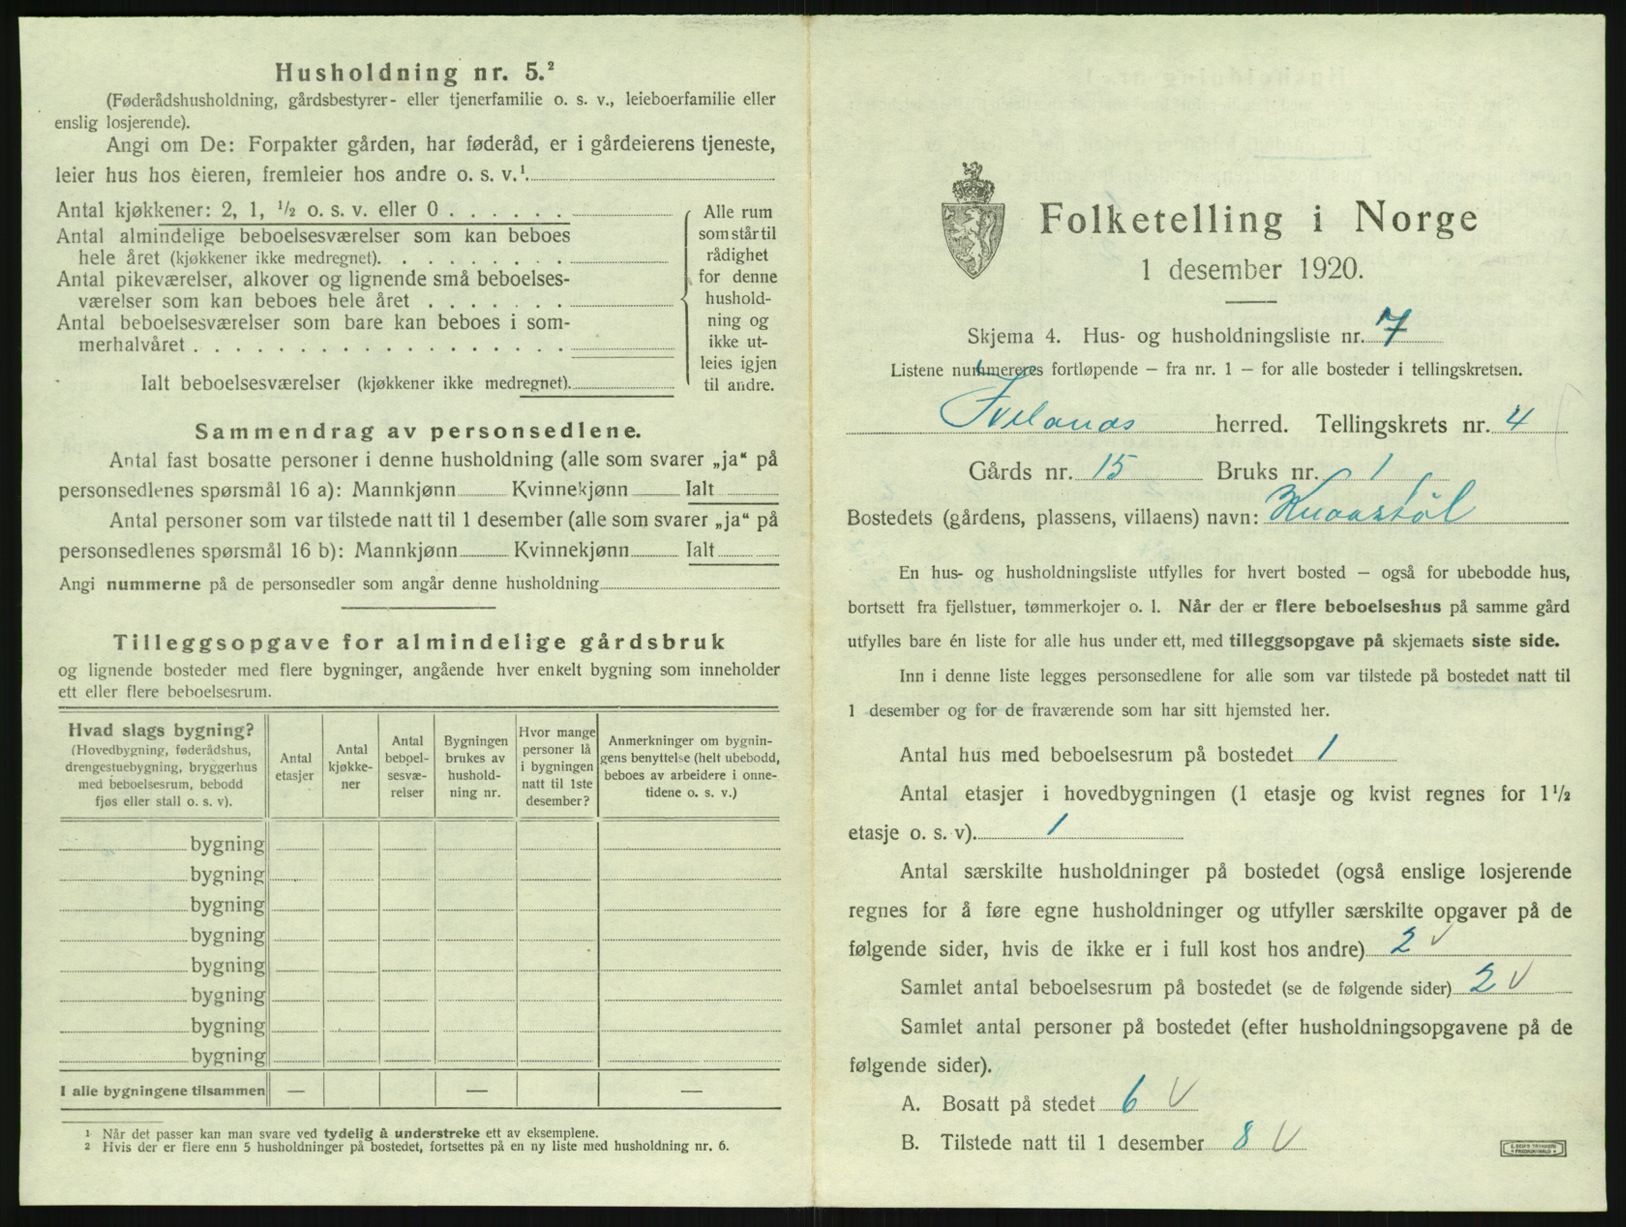 Husholdning nr. 5.²
(Føderådshusholdning, gårdsbestyrer- eller tjenerfamilie o. s. v., leieboerfamilie eller
enslig losjerende).
Angi om De: Forpakter gården, har føderåd, er i gårdeierens tjeneste,
leier hus hos eieren, fremleier hos andre o. s. v.¹
Antal kjøkkener: 2, 1, ½ o. s. v. eller 0 . . . . . .
Antal almindelige beboelsesværelser som kan beboes
hele året (kjøkkener ikke medregnet). . . . . . . . .
Antal pikeværelser, alkover og lignende små beboelses-
værelser som kan beboes hele året . . . . . . .
Antal beboelsesværelser som bare kan beboes i som-
merhalvåret . . . . . . . . . . . . . . . . . .
Ialt beboelsesværelser (kjøkkener ikke medregnet).
Alle rum
som står til
rådighet
for denne
hushold-
ning og
ikke ut-
leies igjen
til andre.
Sammendrag av personsedlene.
Antal fast bosatte personer i denne husholdning (alle som svarer „ja“ på
personsedlenes spørsmål 16 a): Mannkjønn Kvinnekjønn Ialt
Antal personer som var tilstede natt til 1 desember (alle som svarer „ja“ på
personsedlenes spørsmål 16 b): Mannkjønn Kvinnekjønn Ialt
Angi nummerne på de personsedler som angår denne husholdning
Tilleggsopgave for almindelige gårdsbruk
og lignende bosteder med flere bygninger, angående hver enkelt bygning som inneholder
ett eller flere beboelsesrum.
Hvad slags bygning?
(Hovedbygning, føderådshus,
drengestuebygning, bryggerhus
med beboelsesrum, bebodd
fjøs eller stall o. s. v).
Antal
etasjer
Antal
kjøkke-
ner
Antal
beboel-
sesvæ-
relser
Bygningen
brukes av
hushold-
ning nr.
Hvor mange
personer lå
i bygningen
natt til 1ste
desember?
Anmerkninger om bygnin-
gens benyttelse (helt ubebodd,
beboes av arbeidere i onne-
tidene o. s. v.)
bygning
bygning
bygning
bygning
bygning
bygning
bygning
bygning
I alle bygningene tilsammen — — —
1 Når det passer kan man svare ved tydelig å understreke ett av eksemplene.
2 Hvis der er flere enn 5 husholdninger på bostedet, fortsettes på en ny liste med husholdning nr. 6.
Folketelling i Norge
1 desember 1920.
Skjema 4. Hus- og husholdningsliste nr. 7
Listene nummereres fortløpende — fra nr. 1 — for alle bosteder i tellingskretsen.
Ivelands herred. Tellingskrets nr. 4
Gårds nr. 15 Bruks nr. 1
Bostedets (gårdens, plassens, villaens) navn:
En hus- og husholdningsliste utfylles for hvert bosted — også for ubebodde hus,
bortsett fra fjellstuer, tømmerkojer o. l. Når der er flere beboelseshus på samme gård
utfylles bare én liste for alle hus under ett, med tilleggsopgave på skjemaets siste side.
Inn i denne liste legges personsedlene for alle som var tilstede på bostedet natt til
1 desember og for de fraværende som har sitt hjemsted her.
Antal hus med beboelsesrum på bostedet 1
Antal etasjer i hovedbygningen (1 etasje og kvist regnes for 1½
etasje o. s. v). 1
Antal særskilte husholdninger på bostedet (også enslige losjerende
regnes for å føre egne husholdninger og utfyller særskilte opgaver på de
følgende sider, hvis de ikke er i full kost hos andre) 2 V
Samlet antal beboelsesrum på bostedet (se de følgende sider) 2 V
Samlet antal personer på bostedet (efter husholdningsopgavene på de
følgende sider).
A. Bosatt på stedet 6 V
B. Tilstede natt til 1 desember 8 V